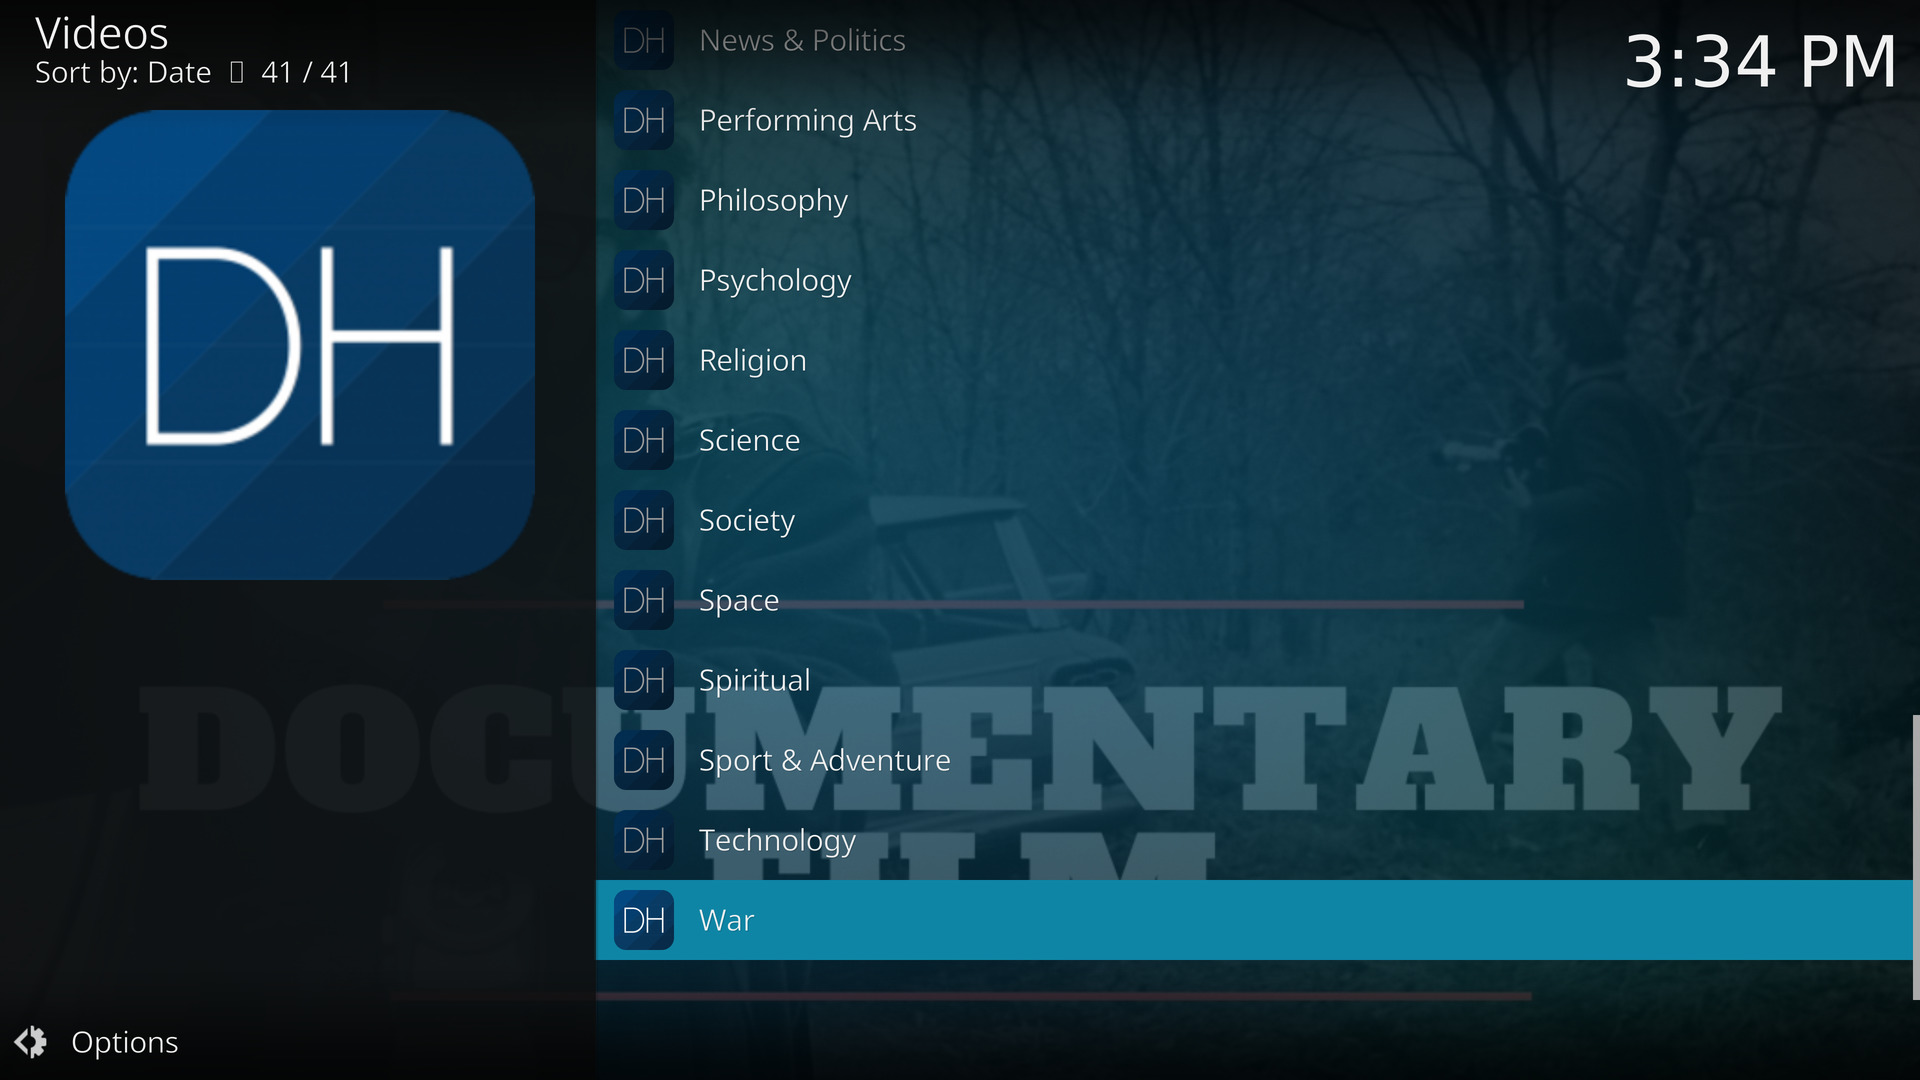 Videos
Sort by: Date 41 / 41
3:34 PM
DH
DH News & Politics
DH Performing Arts
DH Philosophy
DH Psychology
DH Religion
DH Science
DH Society
DH Space
DH Spiritual
DH Sport & Adventure
DH Technology
DH War
DOCUMENTARY
FILM
Options